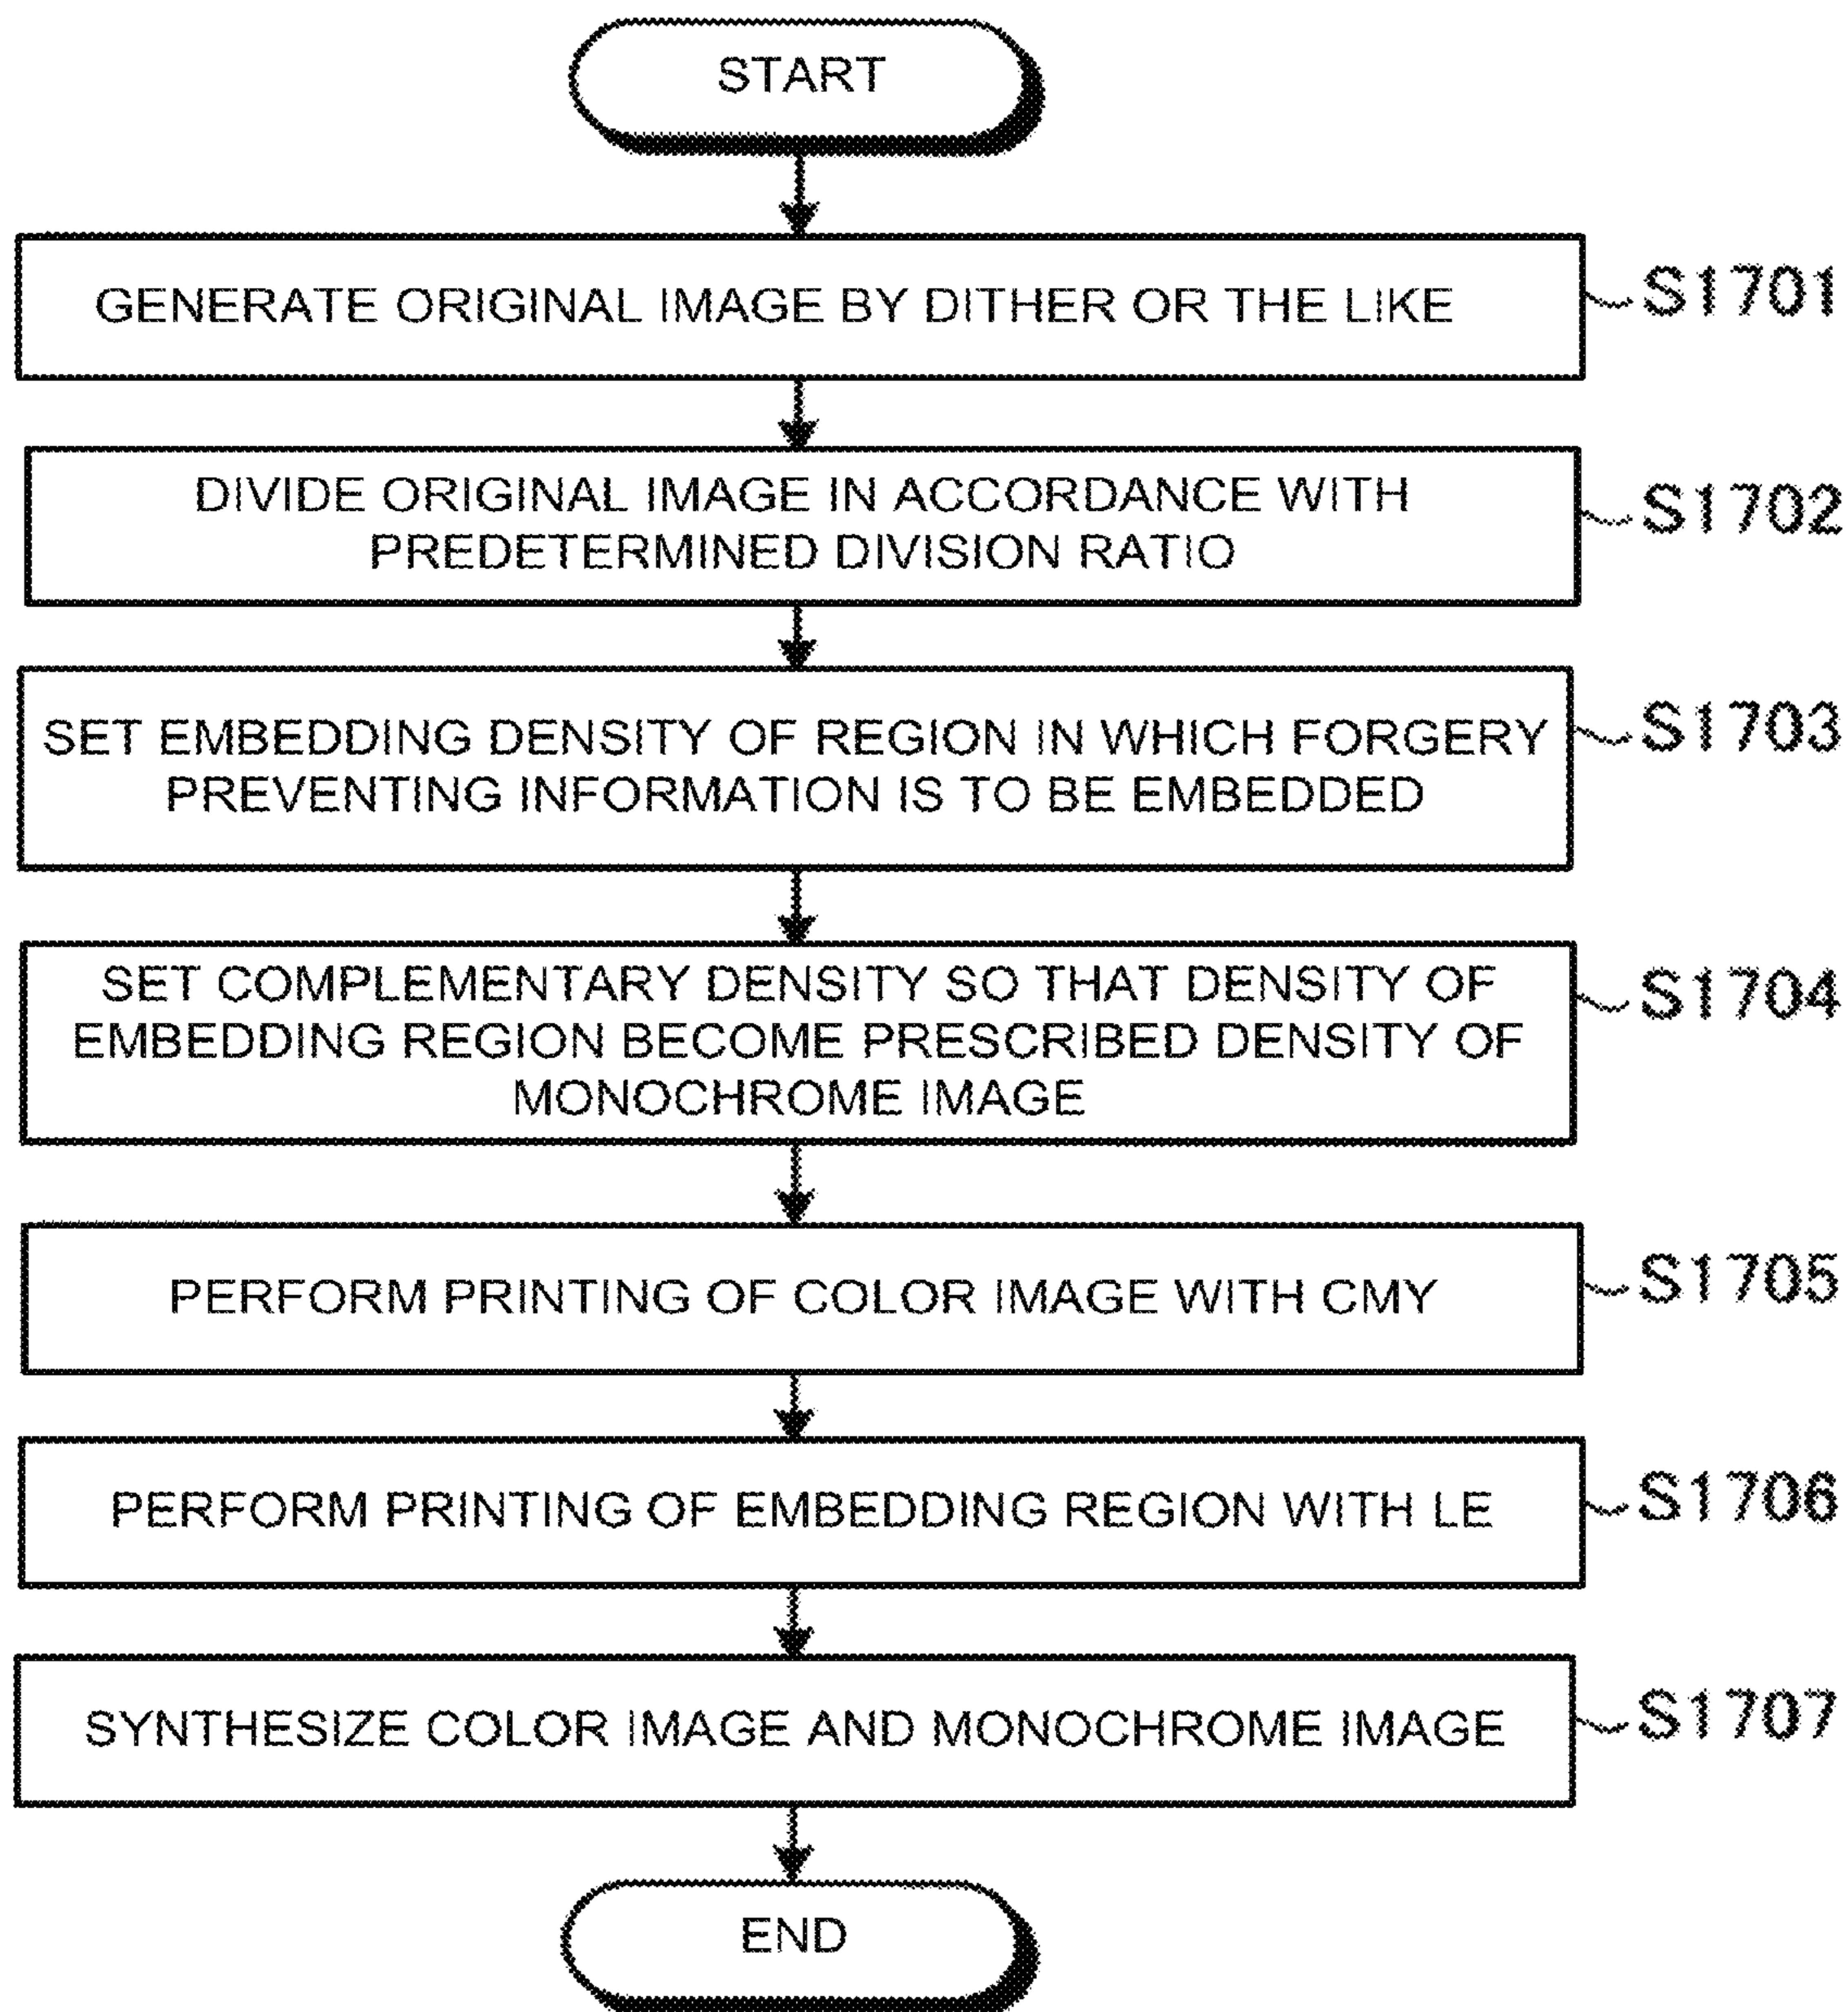 START
GENERATE ORIGINAL IMAGE BY DITHER OR THE LIKE
S1701
DIVIDE ORIGINAL IMAGE IN ACCORDANCE WITH
PREDETERMINED DIVISION RATIO
S1702
SET EMBEDDING DENSITY OF REGION IN WHICH FORGERY
PREVENTING INFORMATION IS TO BE EMBEDDED
S1703
SET COMPLEMENTARY DENSITY SO THAT DENSITY OF
EMBEDDING REGION BECOME PRESCRIBED DENSITY OF
MONOCHROME IMAGE
S1704
PERFORM PRINTING OF COLOR IMAGE WITH CMY
S1705
PERFORM PRINTING OF EMBEDDING REGION WITH LE
S1706
SYNTHESIZE COLOR IMAGE AND MONOCHROME IMAGE
S1707
END